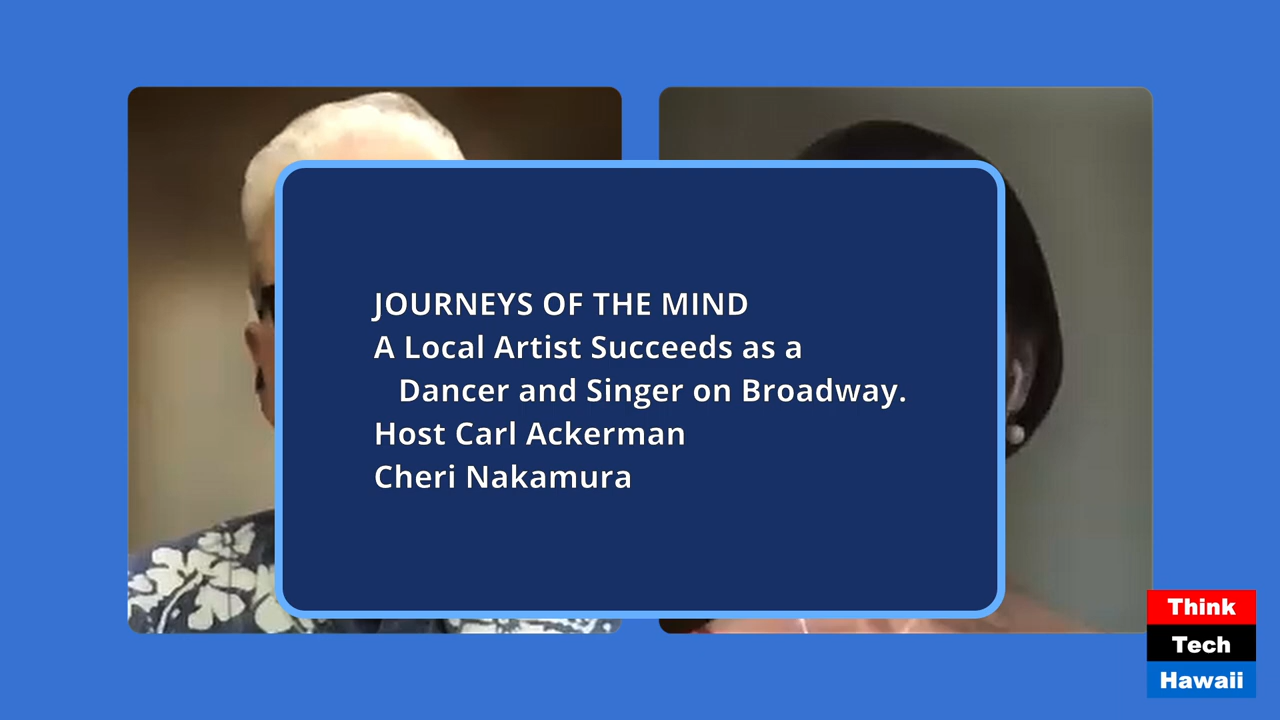 JOURNEYS OF THE MIND
A Local Artist Succeeds as a
Dancer and Singer on Broadway.
Host Carl Ackerman
Cheri Nakamura
Think
Tech
Hawaii